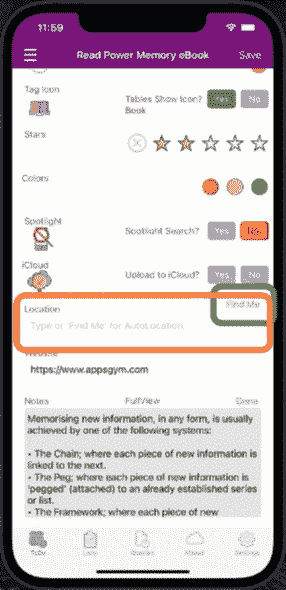 11:59
Read Power Memory eBook
Save
Tag Icon
Tables Show Icon? Yes No
Book
Stars
Colors
Spotlight
Spotlight Search? Yes No
iCloud
Upload to iCloud? Yes No
Location
Find Me
Type or 'Find Me' for AutoLocation
Website
https://www.appsgym.com
Notes FullView Done
Memorising new information, in any form, is usually
achieved by one of the following systems:
• The Chain; where each piece of new information is
linked to the next.
• The Peg; where each piece of new information is
'pegged' (attached) to an already established series
or list.
• The Framework; where each piece of new
ToDo Lists Queries Cloud Settings